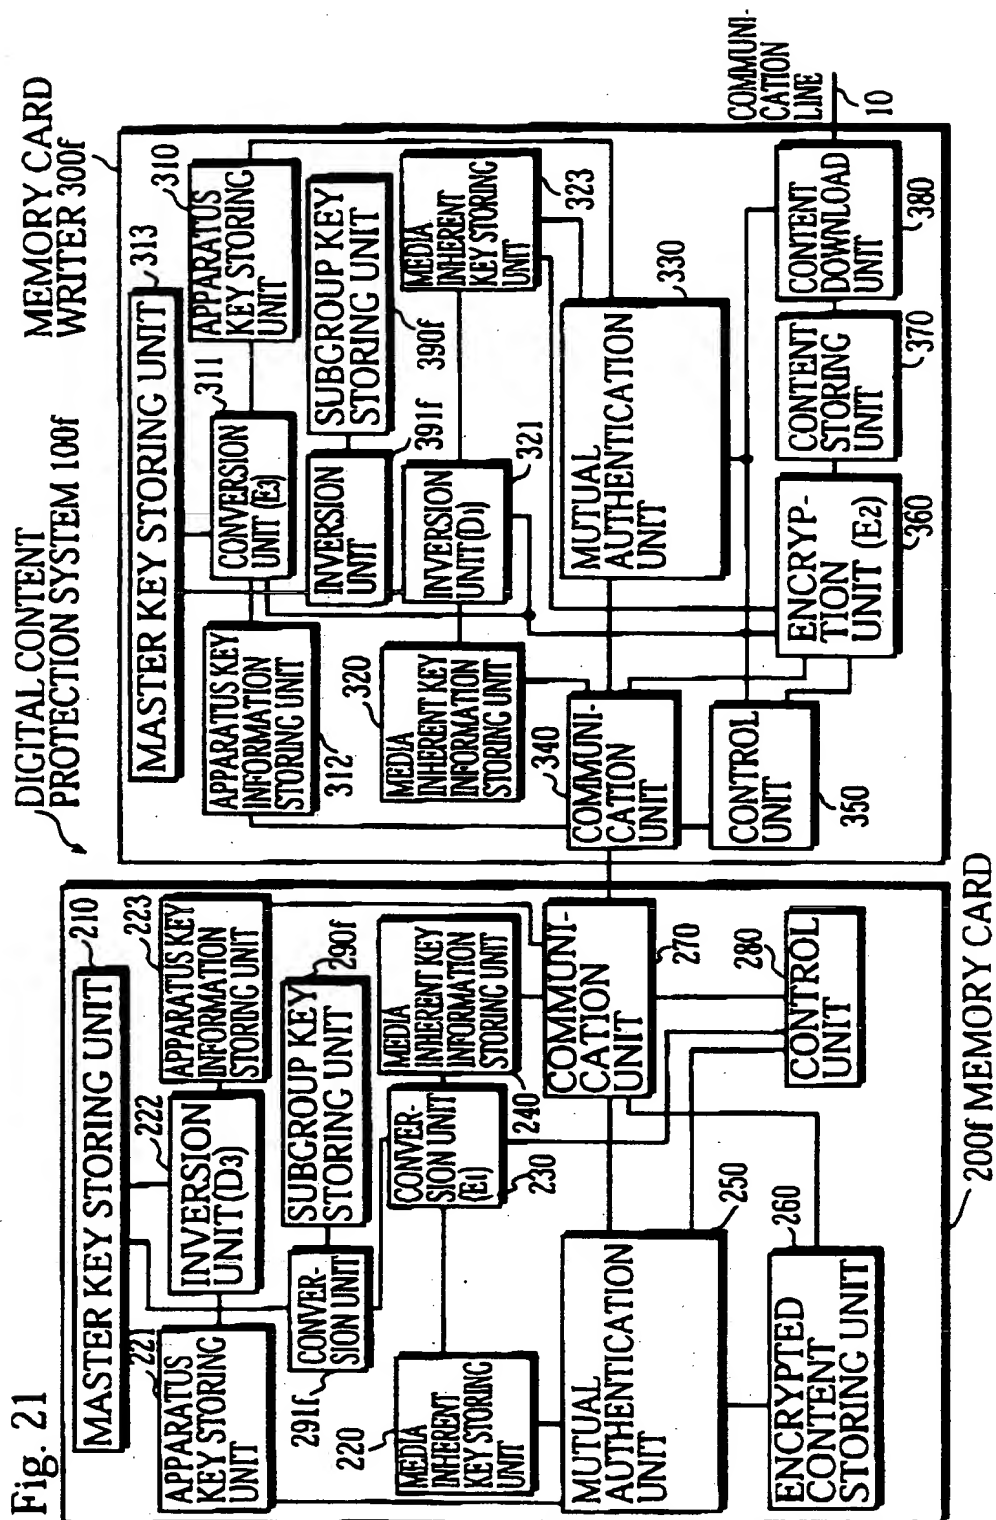 Fig. 21
DIGITAL CONTENT
PROTECTION SYSTEM 100f
MEMORY CARD
WRITER 300f
MASTER KEY STORING UNIT
210
221
APPARATUS
KEY STORING
UNIT
222
INVERSION
UNIT(D3)
223
APPARATUS KEY
INFORMATION
STORING UNIT
291f
CONVER-
SION UNIT
SUBGROUP KEY
STORING UNIT
290f
220
MEDIA
INHERENT
KEY STORING
UNIT
CONVER-
SION UNIT
(E1)
230
MEDIA
INHERENT KEY
INFORMATION
STORING UNIT
240
MUTUAL
AUTHENTICATION
UNIT
250
COMMUNI-
CATION
UNIT
270
ENCRYPTED
CONTENT
STORING UNIT
260
CONTROL
UNIT
280
200f MEMORY CARD
MASTER KEY STORING UNIT
313
APPARATUS KEY
INFORMATION
STORING UNIT
312
CONVERSION
UNIT (E3)
311
APPARATUS
KEY STORING
UNIT
310
INVERSION
UNIT
391f
SUBGROUP KEY
STORING UNIT
390f
320
MEDIA
INHERENT KEY
INFORMATION
STORING UNIT
INVERSION
UNIT(D1)
321
MEDIA
INHERENT
KEY STORING
UNIT
323
340
COMMUNI-
CATION
UNIT
MUTUAL
AUTHENTICATION
UNIT
330
CONTROL
UNIT
350
ENCRYP-
TION
UNIT (E2)
360
CONTENT
STORING
UNIT
370
CONTENT
DOWNLOAD
UNIT
380
COMMUNI-
CATION
LINE
10